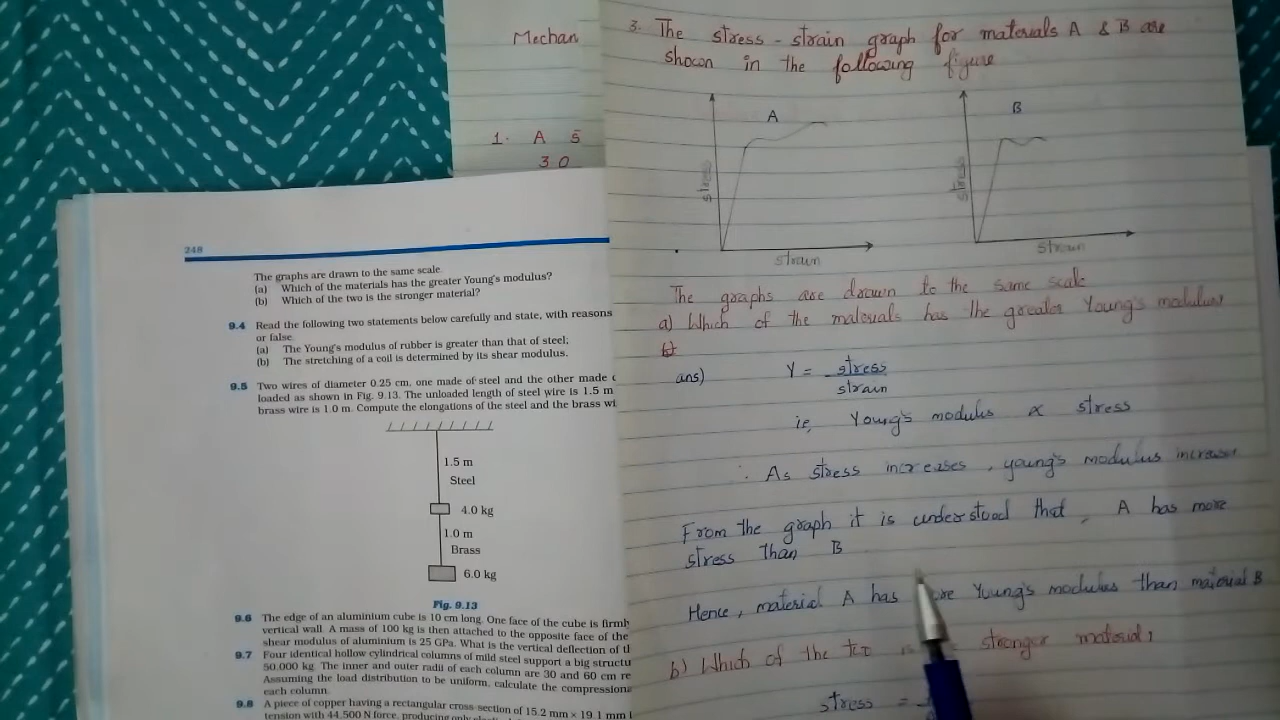 Mechan
1. A
30
248
The graphs are drawn to the same scale.
(a) Which of the materials has the greater Young's modulus?
(b) Which of the two is the stronger material?
9.4 Read the following two statements below carefully and state, with reasons
or false.
(a) The Young's modulus of rubber is greater than that of steel;
(b) The stretching of a coil is determined by its shear modulus.
9.5 Two wires of diameter 0.25 cm, one made of steel and the other made
unloaded as shown in Fig. 9.13. The unloaded length of steel wire is 1.5 m
brass wire is 1.0 m. Compute the elongations of the steel and the brass wi
1.5 m
Steel
4.0 kg
1.0 m
Brass
6.0 kg
Fig. 9.13
9.6 The edge of an aluminium cube is 10 cm long. One face of the cube is firmly
vertical wall. A mass of 100 kg is then attached to the opposite face of the
shear modulus of aluminium is 25 GPa. What is the vertical deflection of
9.7 Four identical hollow cylindrical columns of mild steel support a big structu
50,000 kg. The inner and outer radii of each column are 30 and 60 cm re
Assuming the load distribution to be uniform, calculate the compressiona
each column.
9.8 A piece of copper having a rectangular cross-section of 15.2 mm × 19.1 mm
tension with 44,500 N force, producing only
3. The stress - strain graph for materials A & B are
shown in the following figure
A
stress
strain
B
stress
strain
The graphs are drawn to the same scale
a) Which of the materials has the greater Young's modulus?
b)
ans) Y = stress
strain
ie, Young's modulus ∝ stress
∴ As stress increases, young's modulus increases
From the graph it is understood that, A has more
stress than B
Hence, material A has more Young's modulus than material B
b) Which of the stronger material?
stress =